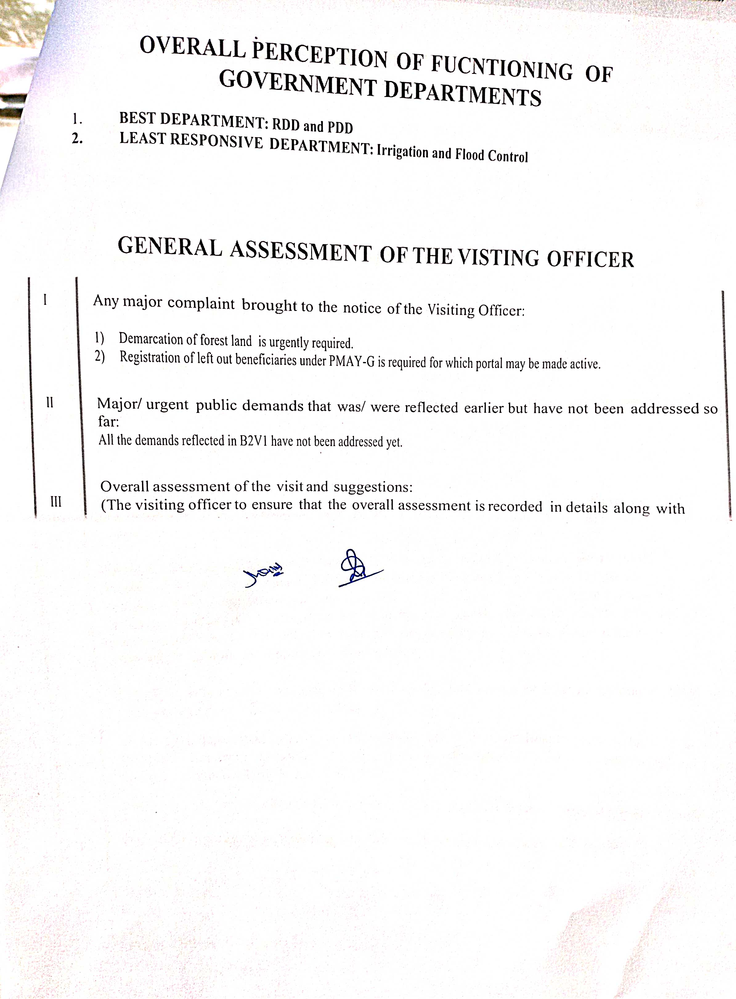 OVERALL PERCEPTION OF FUCNTIONING OF
GOVERNMENT DEPARTMENTS
1. BEST DEPARTMENT: RDD and PDD
2. LEAST RESPONSIVE DEPARTMENT: Irrigation and Flood Control
GENERAL ASSESSMENT OF THE VISTING OFFICER
I Any major complaint brought to the notice of the Visiting Officer:
1) Demarcation of forest land is urgently required.
2) Registration of left out beneficiaries under PMAY-G is required for which portal may be made active.
II Major/ urgent public demands that was/ were reflected earlier but have not been addressed so
far:
All the demands reflected in B2V1 have not been addressed yet.
Overall assessment of the visit and suggestions:
III (The visiting officer to ensure that the overall assessment is recorded in details along with